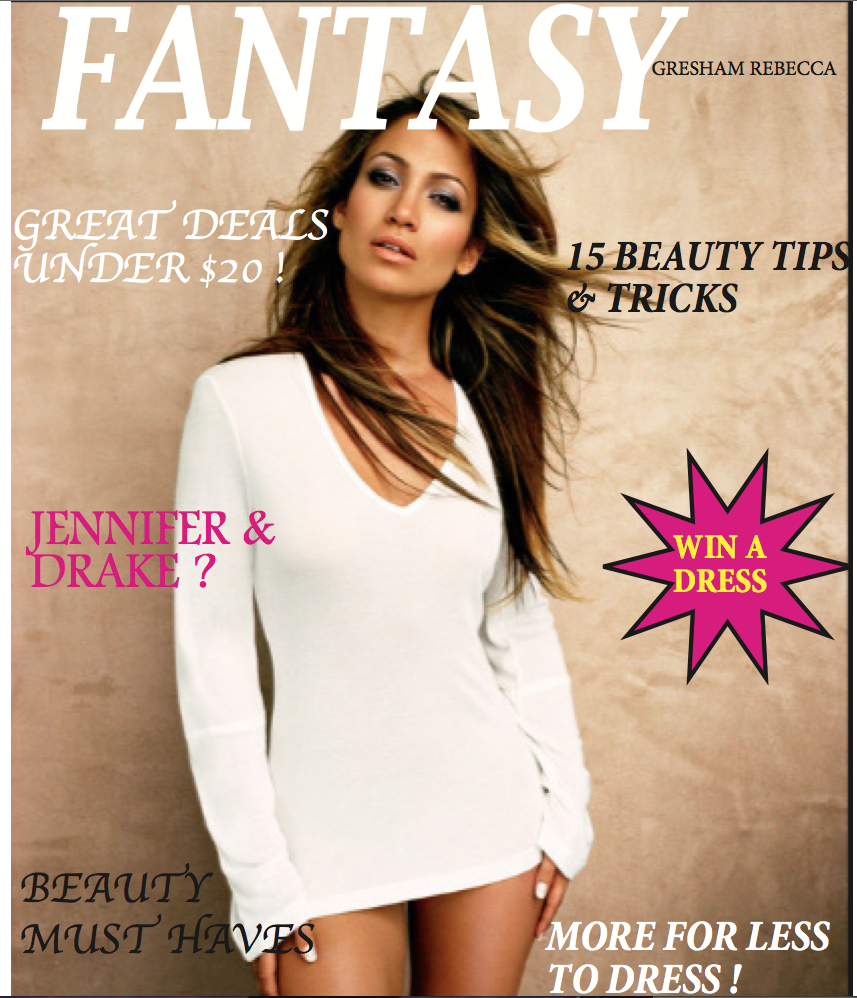 FANTASY
GRESHAM REBECCA
GREAT DEALS
UNDER $20 !
15 BEAUTY TIPS
& TRICKS
JENNIFER &
DRAKE ?
WIN A
DRESS
BEAUTY
MUST HAVES
MORE FOR LESS
TO DRESS !